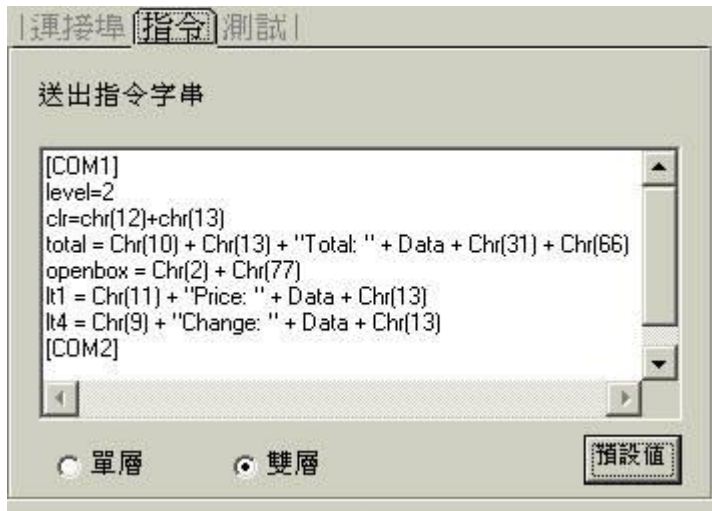 連接埠 指令 測試
送出指令字串
[COM1]
level=2
clr=chr(12)+chr(13)
total = Chr(10) + Chr(13) + "Total: " + Data + Chr(31) + Chr(66)
openbox = Chr(2) + Chr(77)
lt1 = Chr(11) + "Price: " + Data + Chr(13)
lt4 = Chr(9) + "Change: " + Data + Chr(13)
[COM2]
單層 雙層 預設值